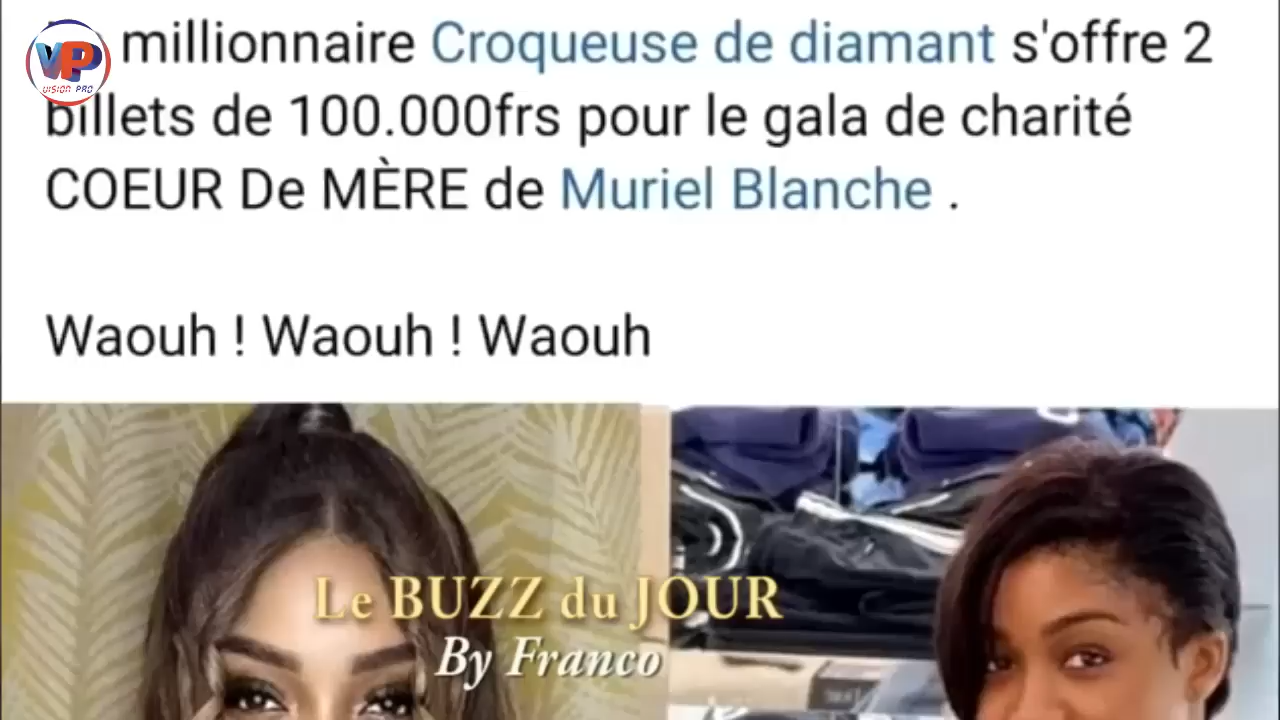 millionnaire Croqueuse de diamant s'offre 2
billets de 100.000frs pour le gala de charité
COEUR De MÈRE de Muriel Blanche .
Waouh ! Waouh ! Waouh
VP
VISION PRO
Le BUZZ du JOUR
By Franco